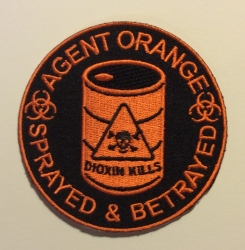 AGENT ORANGE
DIOXIN KILLS
SPRAYED & BETRAYED